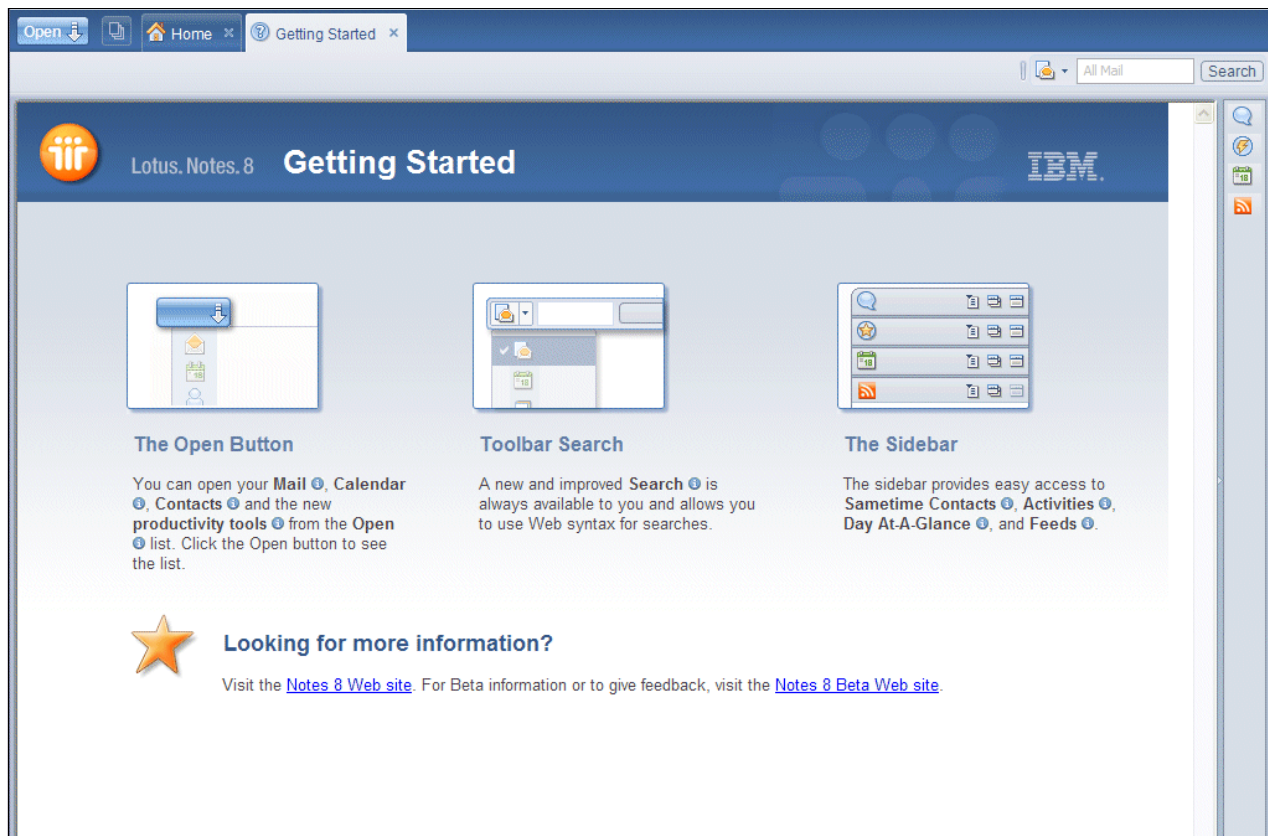 Open
Home
Getting Started
All Mail
Search
Lotus. Notes. 8 Getting Started
IBM.
The Open Button
You can open your Mail, Calendar
, Contacts and the new
productivity tools from the Open
list. Click the Open button to see
the list.
Toolbar Search
A new and improved Search is
always available to you and allows you
to use Web syntax for searches.
The Sidebar
The sidebar provides easy access to
Sametime Contacts, Activities,
Day At-A-Glance, and Feeds.
Looking for more information?
Visit the Notes 8 Web site. For Beta information or to give feedback, visit the Notes 8 Beta Web site.